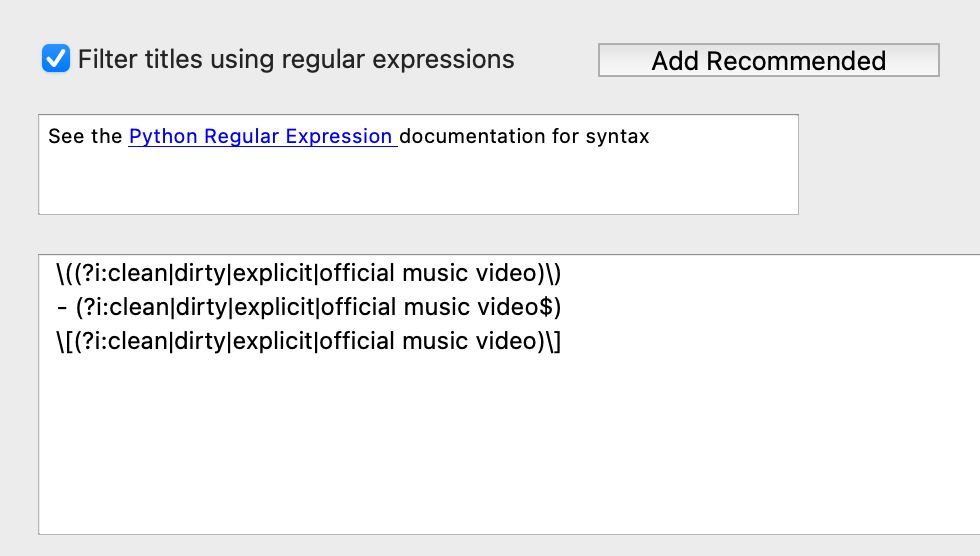 Filter titles using regular expressions
Add Recommended
See the Python Regular Expression documentation for syntax
\((?i:clean|dirty|explicit|official music video)\)
- (?i:clean|dirty|explicit|official music video$)
\[(?i:clean|dirty|explicit|official music video)\]